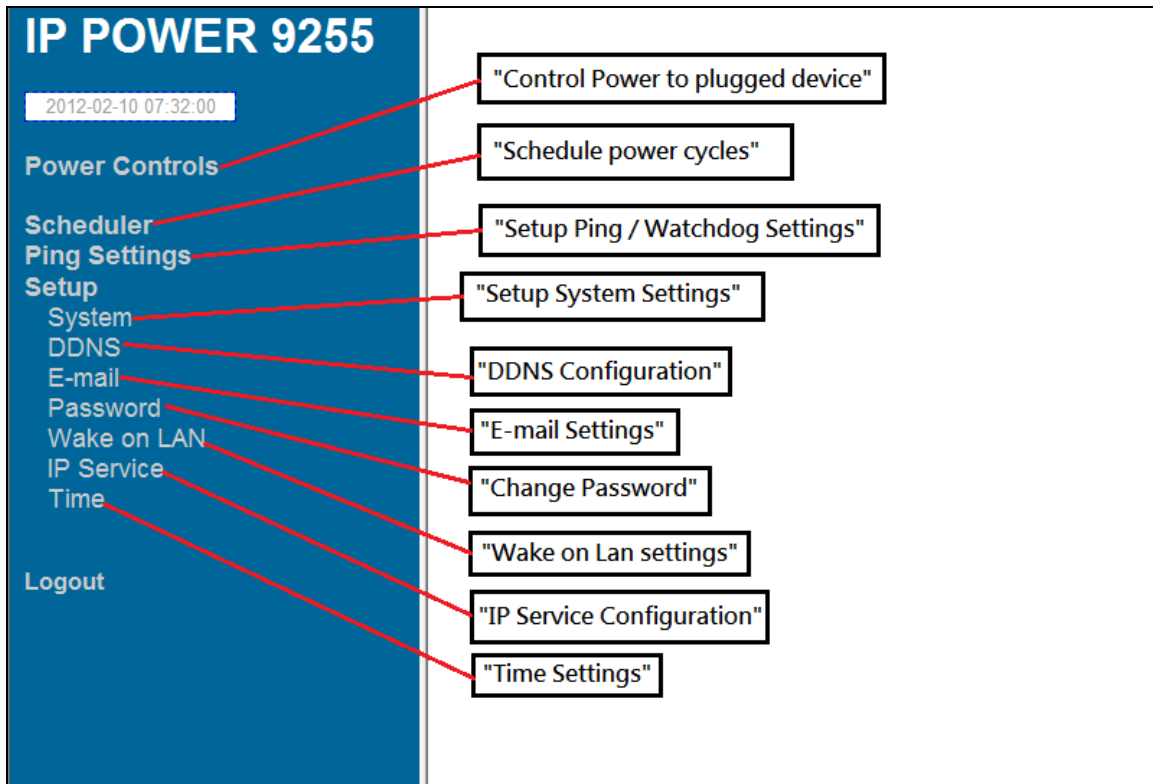 IP POWER 9255
2012-02-10 07:32:00
Power Controls
Scheduler
Ping Settings
Setup
System
DDNS
E-mail
Password
Wake on LAN
IP Service
Time
Logout
"Control Power to plugged device"
"Schedule power cycles"
"Setup Ping / Watchdog Settings"
"Setup System Settings"
"DDNS Configuration"
"E-mail Settings"
"Change Password"
"Wake on Lan settings"
"IP Service Configuration"
"Time Settings"